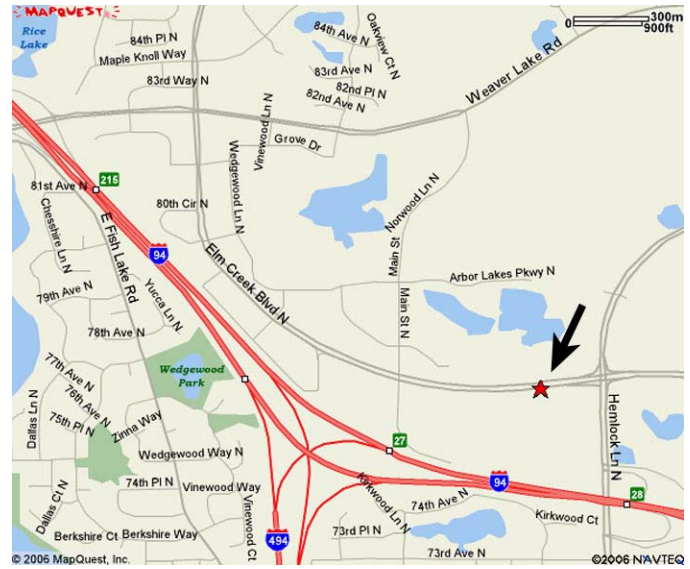 MAPQUEST
300m
0
900ft
Rice
Lake
84th Pl N
Maple Knoll Way
83rd Way N
84th Ave N
Oakview Ct N
83rd Ave N
82nd Pl N
82nd Ave N
Weaver Lake Rd
Vinewood Ln N
Grove Dr
Wedgewood Ln N
215
81st Ave N
80th Cir N
Norwood Ln N
Chesshire Ln N
E Fish Lake Rd
94
Elm Creek Blvd N
Main St
Arbor Lakes Pkwy N
Yucca Ln N
79th Ave N
Main St N
78th Ave N
Wedgewood
Park
77th Ave N
76th Ave N
75th Pl N
Dallas Ln N
Zinna Way
Hemlock Ln N
Wedgewood Way N
27
94
74th Pl N
Vinewood Way
Kirkwood Ln N
74th Ave N
28
Dallas Ct N
Vinewood Ct
Kirkwood Ct
Berkshire Ct
Berkshire Way
494
73rd Pl N
73rd Ave N
© 2006 MapQuest, Inc.
©2006 NAVTEQ